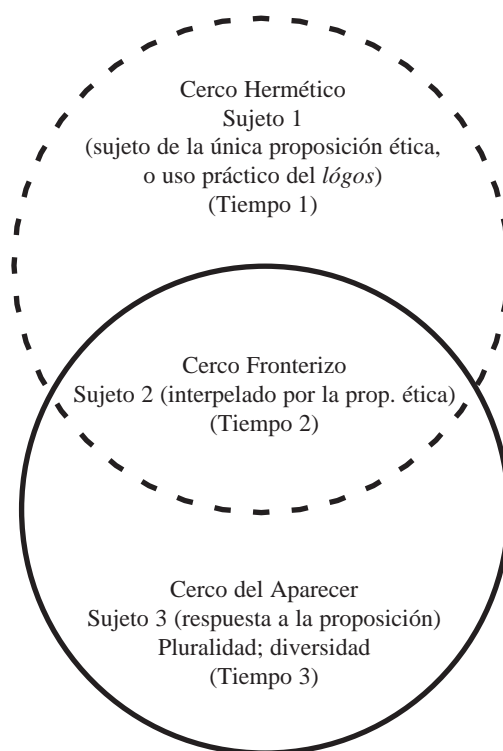 Cerco Hermético
Sujeto 1
(sujeto de la única proposición ética,
o uso práctico del lógos)
(Tiempo 1)
Cerco Fronterizo
Sujeto 2 (interpelado por la prop. ética)
(Tiempo 2)
Cerco del Aparecer
Sujeto 3 (respuesta a la proposición)
Pluralidad; diversidad
(Tiempo 3)